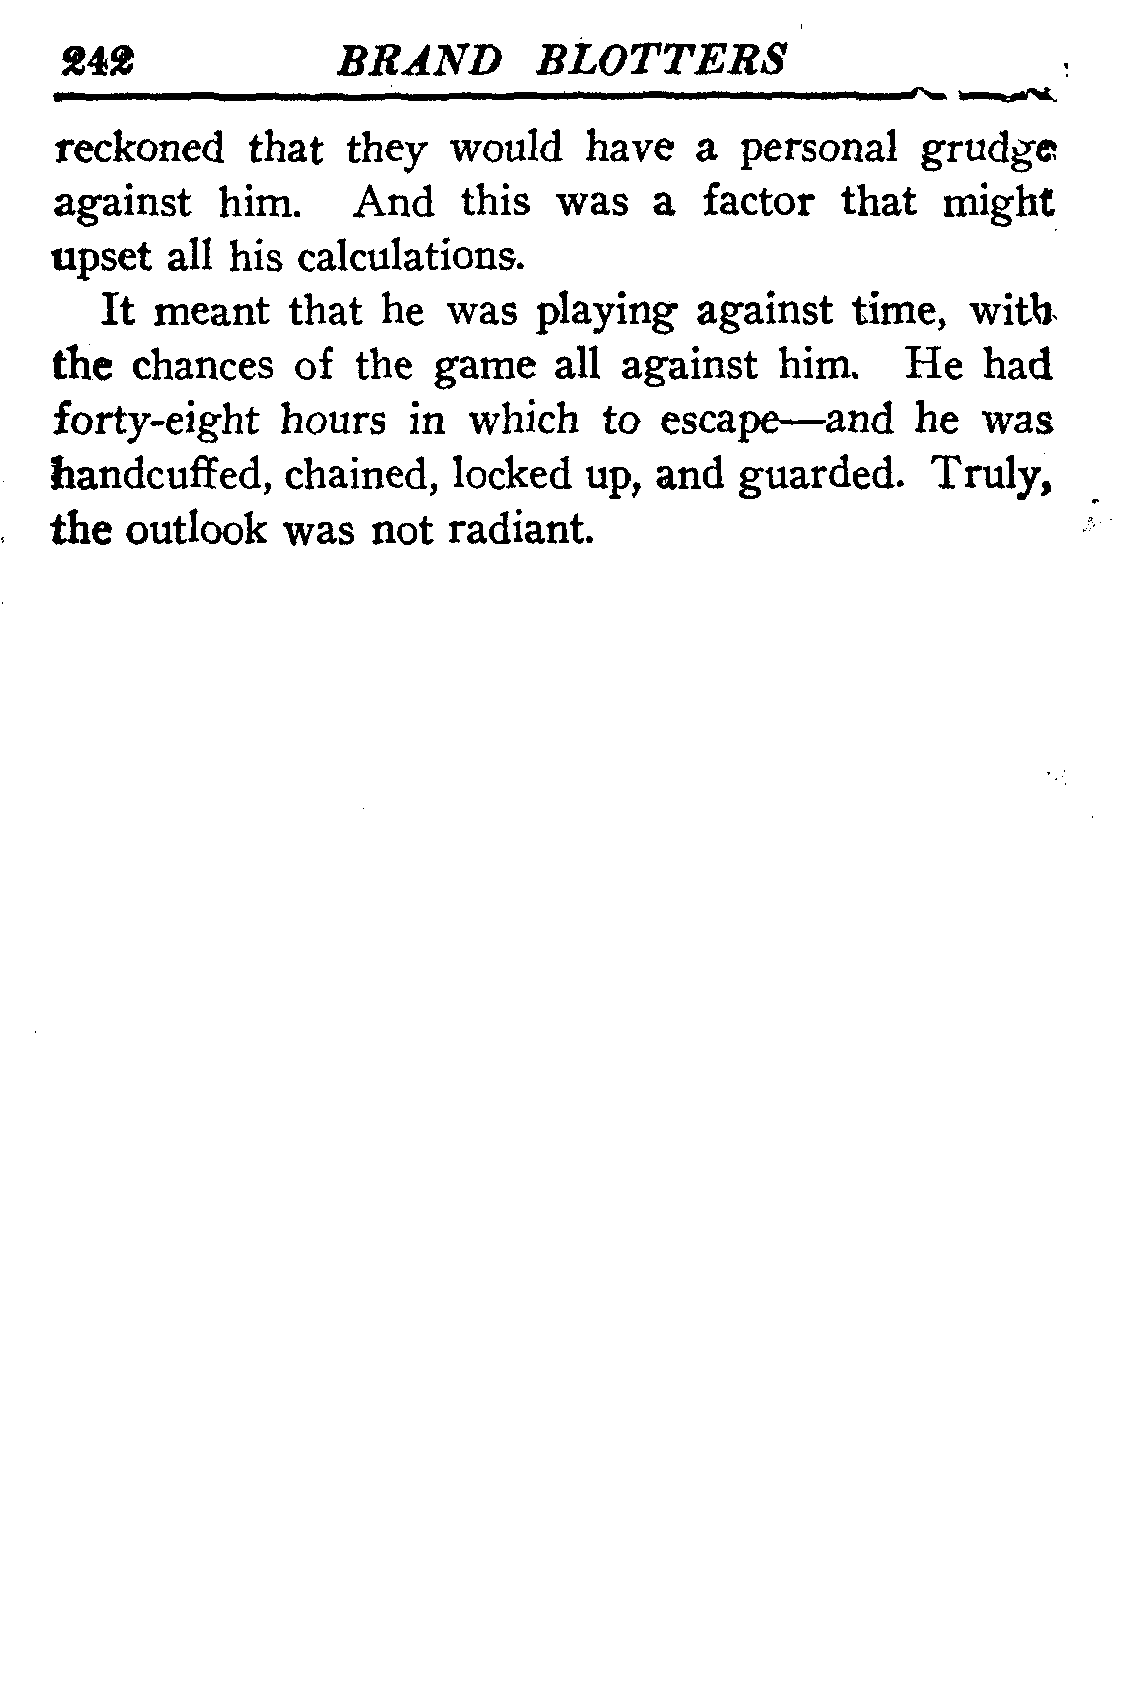 242 BRAND BLOTTERS
reckoned that they would have a personal grudge
against him. And this was a factor that might
upset all his calculations.
It meant that he was playing against time, with
the chances of the game all against him. He had
forty-eight hours in which to escape—and he was
handcuffed, chained, locked up, and guarded. Truly,
the outlook was not radiant.